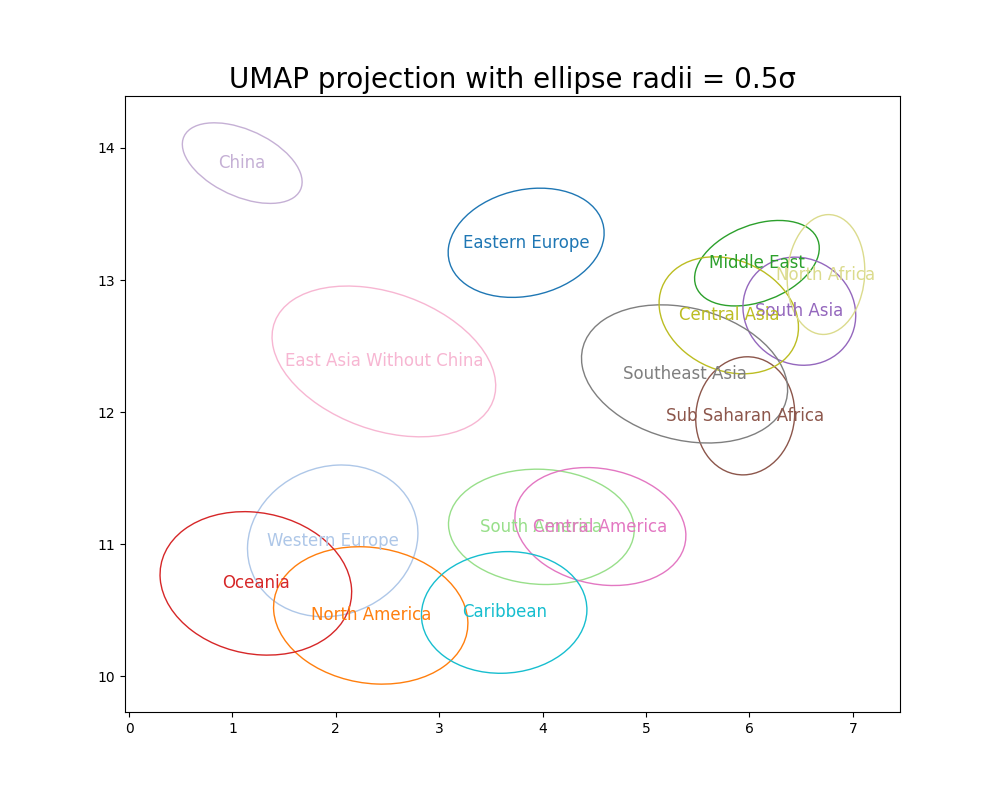 UMAP projection with ellipse radii = 0.5σ
14
13
12
11
10
China
Eastern Europe
Middle East
North Africa
Central Asia
South Asia
East Asia Without China
Southeast Asia
Sub Saharan Africa
South America
Central America
Western Europe
Oceania
North America
Caribbean
0 1 2 3 4 5 6 7